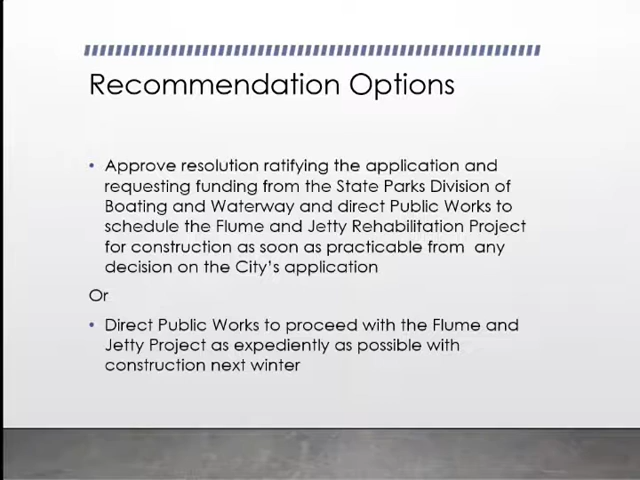 Recommendation Options
• Approve resolution ratifying the application and
requesting funding from the State Parks Division of
Boating and Waterway and direct Public Works to
schedule the Flume and Jetty Rehabilitation Project
for construction as soon as practicable from any
decision on the City's application
Or
• Direct Public Works to proceed with the Flume and
Jetty Project as expediently as possible with
construction next winter